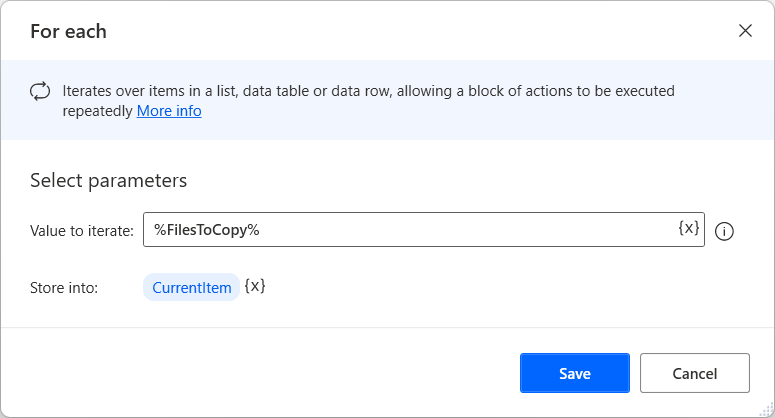 For each
Iterates over items in a list, data table or data row, allowing a block of actions to be executed
repeatedly More info
Select parameters
Value to iterate: %FilesToCopy% {x}
Store into: CurrentItem {x}
Save Cancel